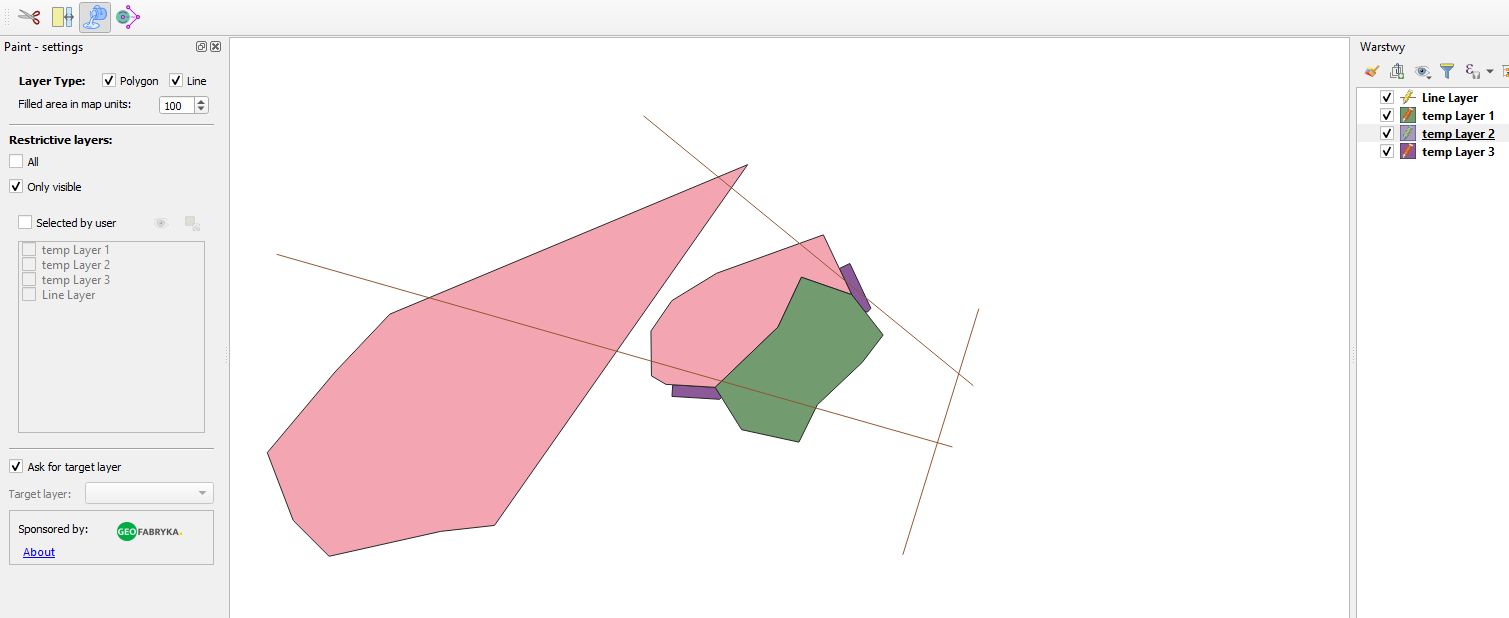 Paint - settings
Layer Type: Polygon Line
Filled area in map units: 100
Restrictive layers:
All
Only visible
Selected by user
temp Layer 1
temp Layer 2
temp Layer 3
Line Layer
Ask for target layer
Target layer:
Sponsored by: GEOFABRYKA.
About
Warstwy
Line Layer
temp Layer 1
temp Layer 2
temp Layer 3